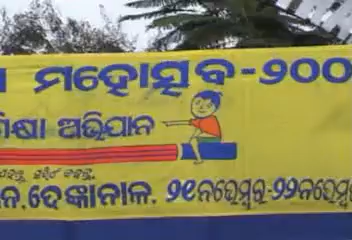 ମହୋତ୍ସବ-୨୦୦
ଶିକ୍ଷା ଅଭିଯାନ
ନ,ଢେଙ୍କାନାଳ. ୨୧ନଭେମ୍ବର-୨୨ନଭେମ୍ବ